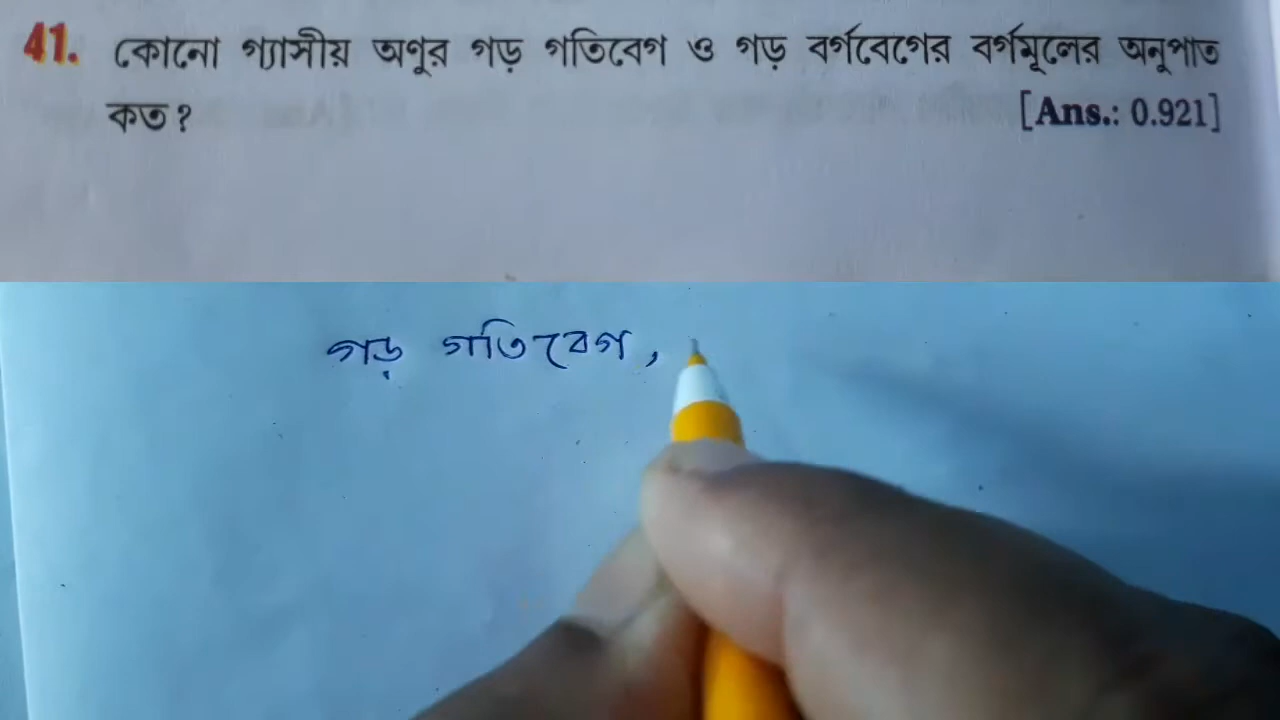 41. কোনো গ্যাসীয় অণুর গড় গতিবেগ ও গড় বর্গবেগের বর্গমূলের অনুপাত
কত? [Ans.: 0.921]
গড় গতিবেগ,